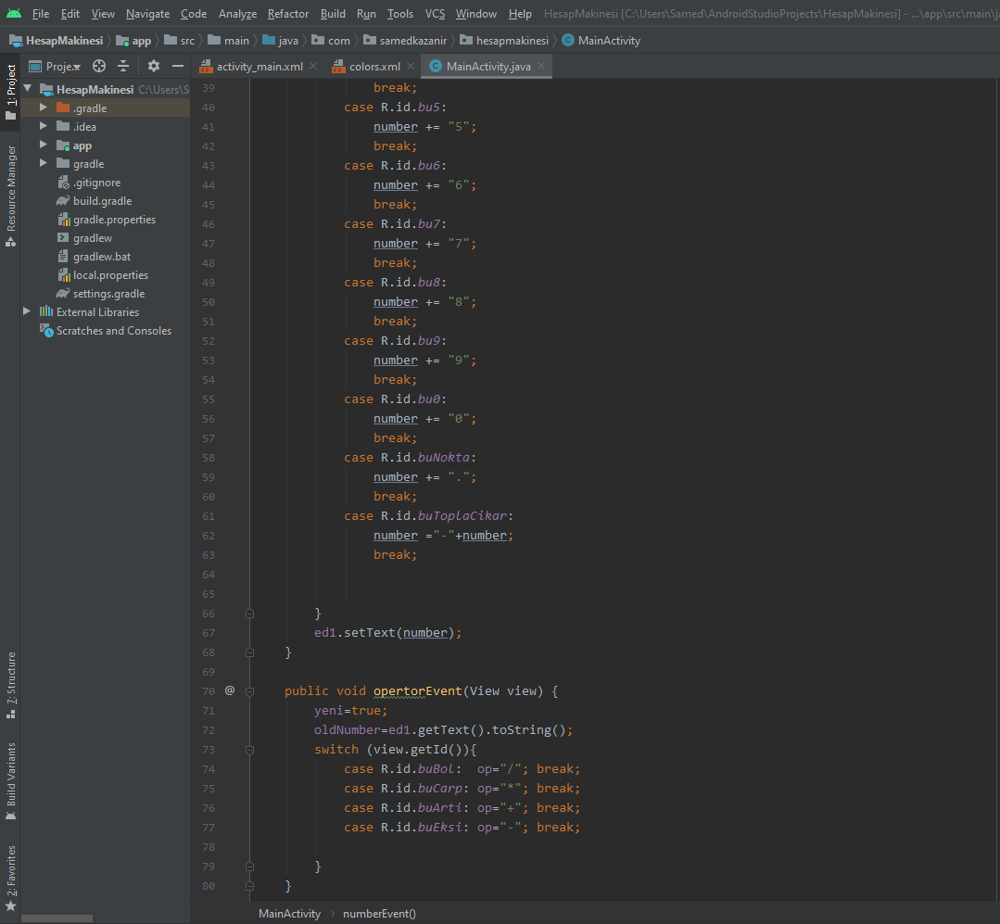 File Edit View Navigate Code Analyze Refactor Build Run Tools VCS Window Help HesapMakinesi [C:\Users\Samed\AndroidStudioProjects\HesapMakinesi] - ...\app\src\main\j
HesapMakinesi app src main java com samedkazanir hesapmakinesi MainActivity
Proje activity_main.xml colors.xml MainActivity.java
1: Project
Resource Manager
7: Structure
Build Variants
2: Favorites
HesapMakinesi C:\Users\S
.gradle
.idea
app
gradle
.gitignore
build.gradle
gradle.properties
gradlew
gradlew.bat
local.properties
settings.gradle
External Libraries
Scratches and Consoles
39 break;
40 case R.id.bu5:
41 number += "5";
42 break;
43 case R.id.bu6:
44 number += "6";
45 break;
46 case R.id.bu7:
47 number += "7";
48 break;
49 case R.id.bu8:
50 number += "8";
51 break;
52 case R.id.bu9:
53 number += "9";
54 break;
55 case R.id.bu0:
56 number += "0";
57 break;
58 case R.id.buNokta:
59 number += ".";
60 break;
61 case R.id.buToplaCikar:
62 number ="-"+number;
63 break;
64
65
66 }
67 ed1.setText(number);
68 }
69
70 @ public void opertorEvent(View view) {
71 yeni=true;
72 oldNumber=ed1.getText().toString();
73 switch (view.getId()){
74 case R.id.buBol: op="/"; break;
75 case R.id.buCarp: op="*"; break;
76 case R.id.buArti: op="+"; break;
77 case R.id.buEksi: op="-"; break;
78
79 }
80 }
MainActivity numberEvent()